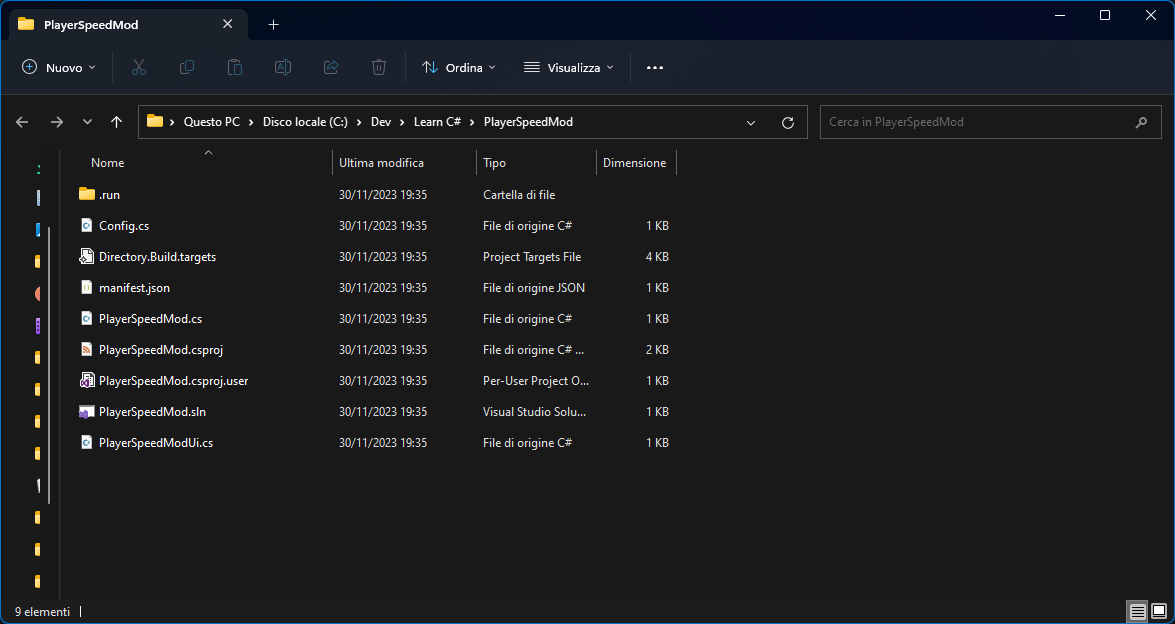 PlayerSpeedMod
Nuovo
Ordina
Visualizza
Questo PC > Disco locale (C:) > Dev > Learn C# > PlayerSpeedMod
Cerca in PlayerSpeedMod
Nome Ultima modifica Tipo Dimensione
.run 30/11/2023 19:35 Cartella di file
Config.cs 30/11/2023 19:35 File di origine C# 1 KB
Directory.Build.targets 30/11/2023 19:35 Project Targets File 4 KB
manifest.json 30/11/2023 19:35 File di origine JSON 1 KB
PlayerSpeedMod.cs 30/11/2023 19:35 File di origine C# 1 KB
PlayerSpeedMod.csproj 30/11/2023 19:35 File di origine C# ... 2 KB
PlayerSpeedMod.csproj.user 30/11/2023 19:35 Per-User Project O... 1 KB
PlayerSpeedMod.sln 30/11/2023 19:35 Visual Studio Solu... 1 KB
PlayerSpeedModUi.cs 30/11/2023 19:35 File di origine C# 1 KB
9 elementi